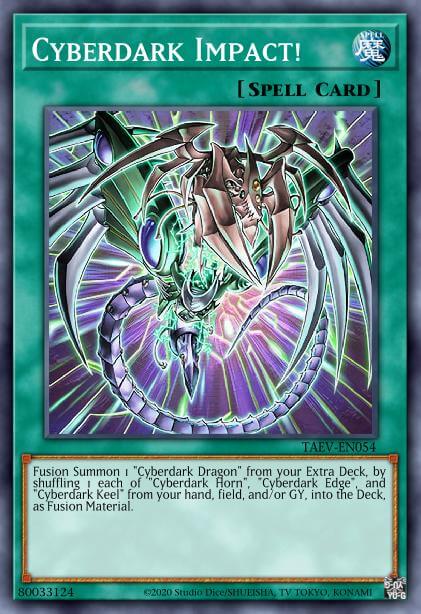 Cyberdark Impact!
[Spell Card]
TAEV-EN054
Fusion Summon 1 "Cyberdark Dragon" from your Extra Deck, by
shuffling 1 each of "Cyberdark Horn", "Cyberdark Edge", and
"Cyberdark Keel" from your hand, field, and/or GY, into the Deck,
as Fusion Material.
80033124
©2020 Studio Dice/SHUEISHA, TV TOKYO, KONAMI